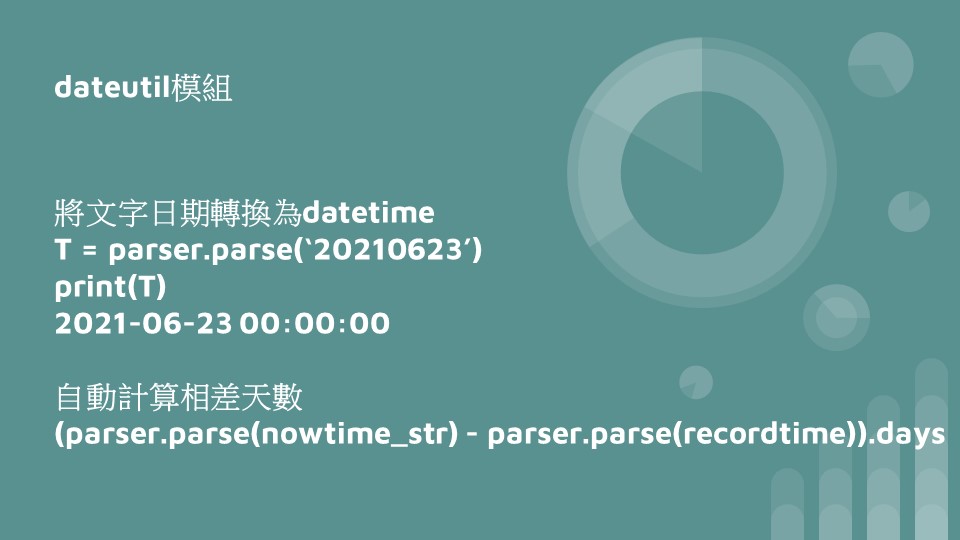 dateutil模組
將文字日期轉換為datetime
T = parser.parse(‘20210623’)
print(T)
2021-06-23 00:00:00
自動計算相差天數
(parser.parse(nowtime_str) - parser.parse(recordtime)).days